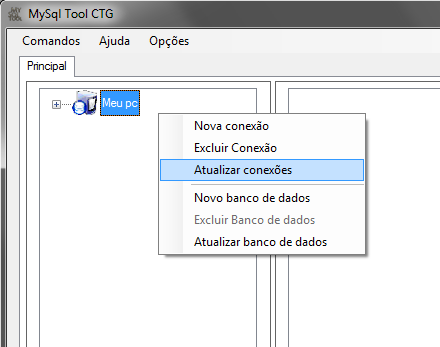 MySql Tool CTG
Comandos Ajuda Opções
Principal
Meu pc
Nova conexão
Excluir Conexão
Atualizar conexões
Novo banco de dados
Excluir Banco de dados
Atualizar banco de dados